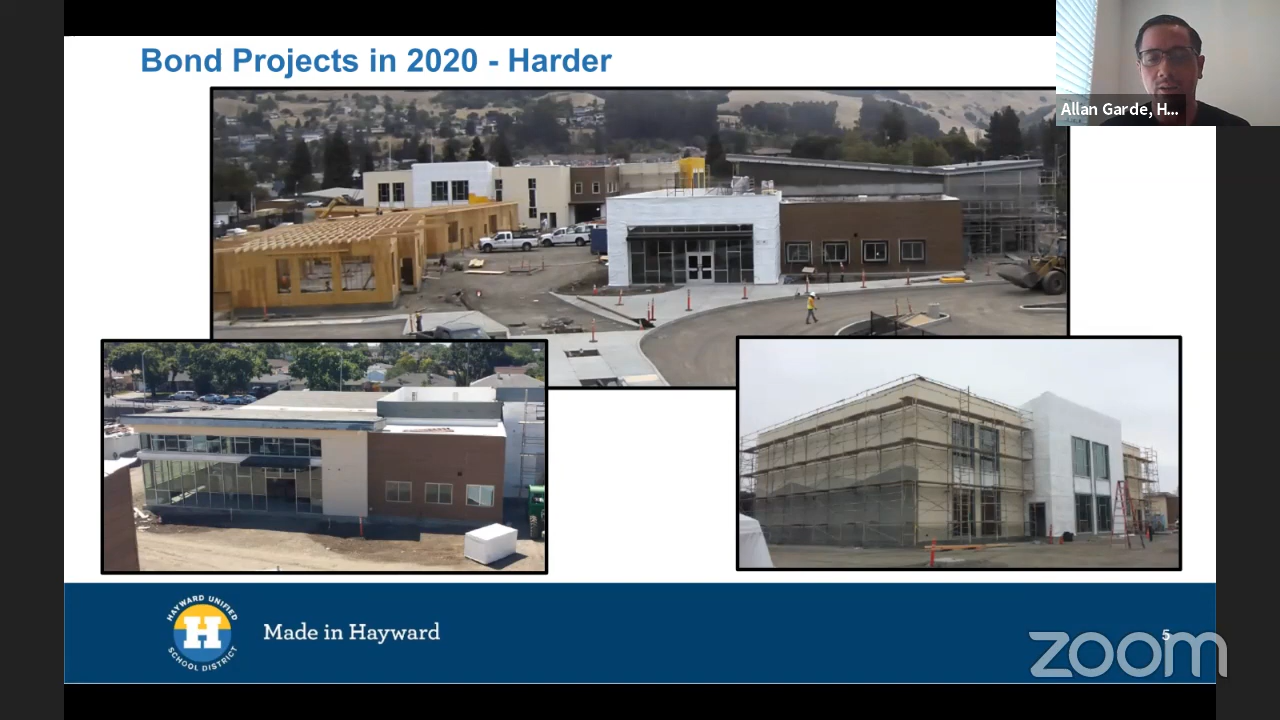 Bond Projects in 2020 - Harder
Allan Garde, H...
HAYWARD UNIFIED
H
SCHOOL DISTRICT
Made in Hayward
5
zoom